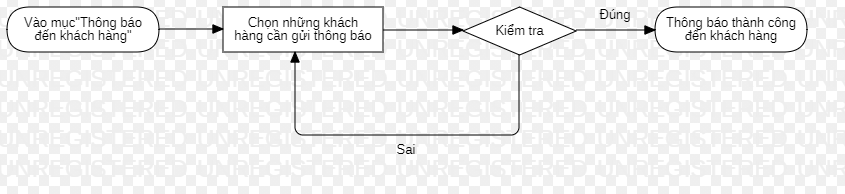 Vào mục"Thông báo
đến khách hàng"
Chọn những khách
hàng cần gửi thông báo
Kiểm tra
Đúng
Thông báo thành công
đến khách hàng
Sai
UNREGISTERED